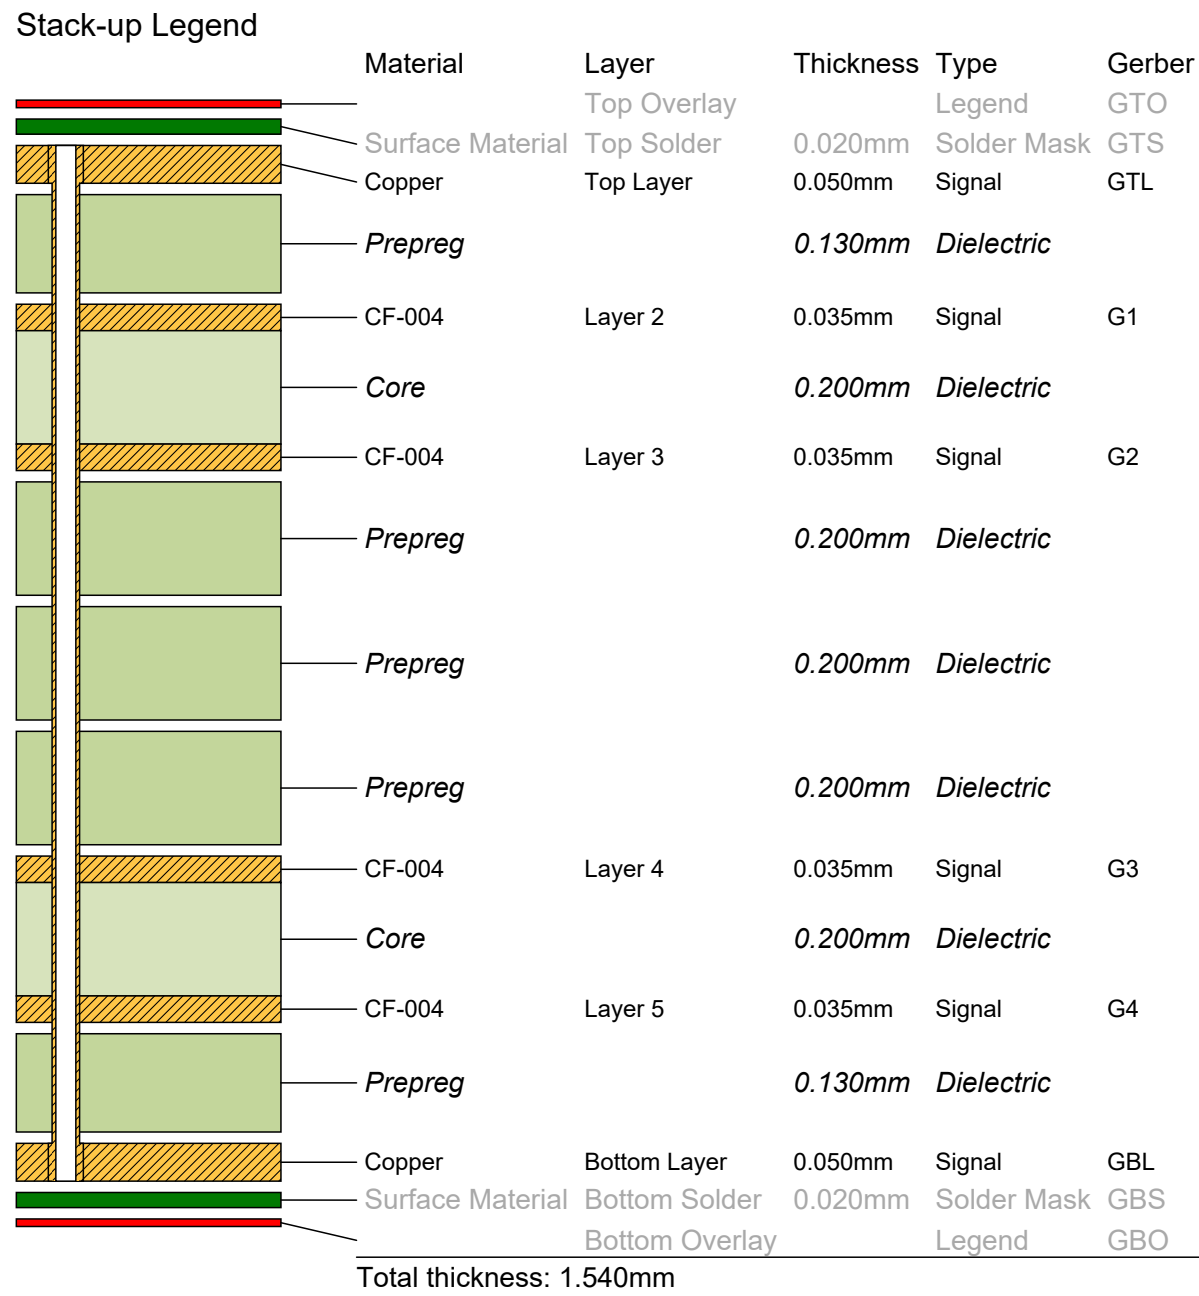 Stack-up Legend
Material Layer Thickness Type Gerber
Top Overlay Legend GTO
Surface Material Top Solder 0.020mm Solder Mask GTS
Copper Top Layer 0.050mm Signal GTL
Prepreg 0.130mm Dielectric
CF-004 Layer 2 0.035mm Signal G1
Core 0.200mm Dielectric
CF-004 Layer 3 0.035mm Signal G2
Prepreg 0.200mm Dielectric
Prepreg 0.200mm Dielectric
Prepreg 0.200mm Dielectric
CF-004 Layer 4 0.035mm Signal G3
Core 0.200mm Dielectric
CF-004 Layer 5 0.035mm Signal G4
Prepreg 0.130mm Dielectric
Copper Bottom Layer 0.050mm Signal GBL
Surface Material Bottom Solder 0.020mm Solder Mask GBS
Bottom Overlay Legend GBO
Total thickness: 1.540mm